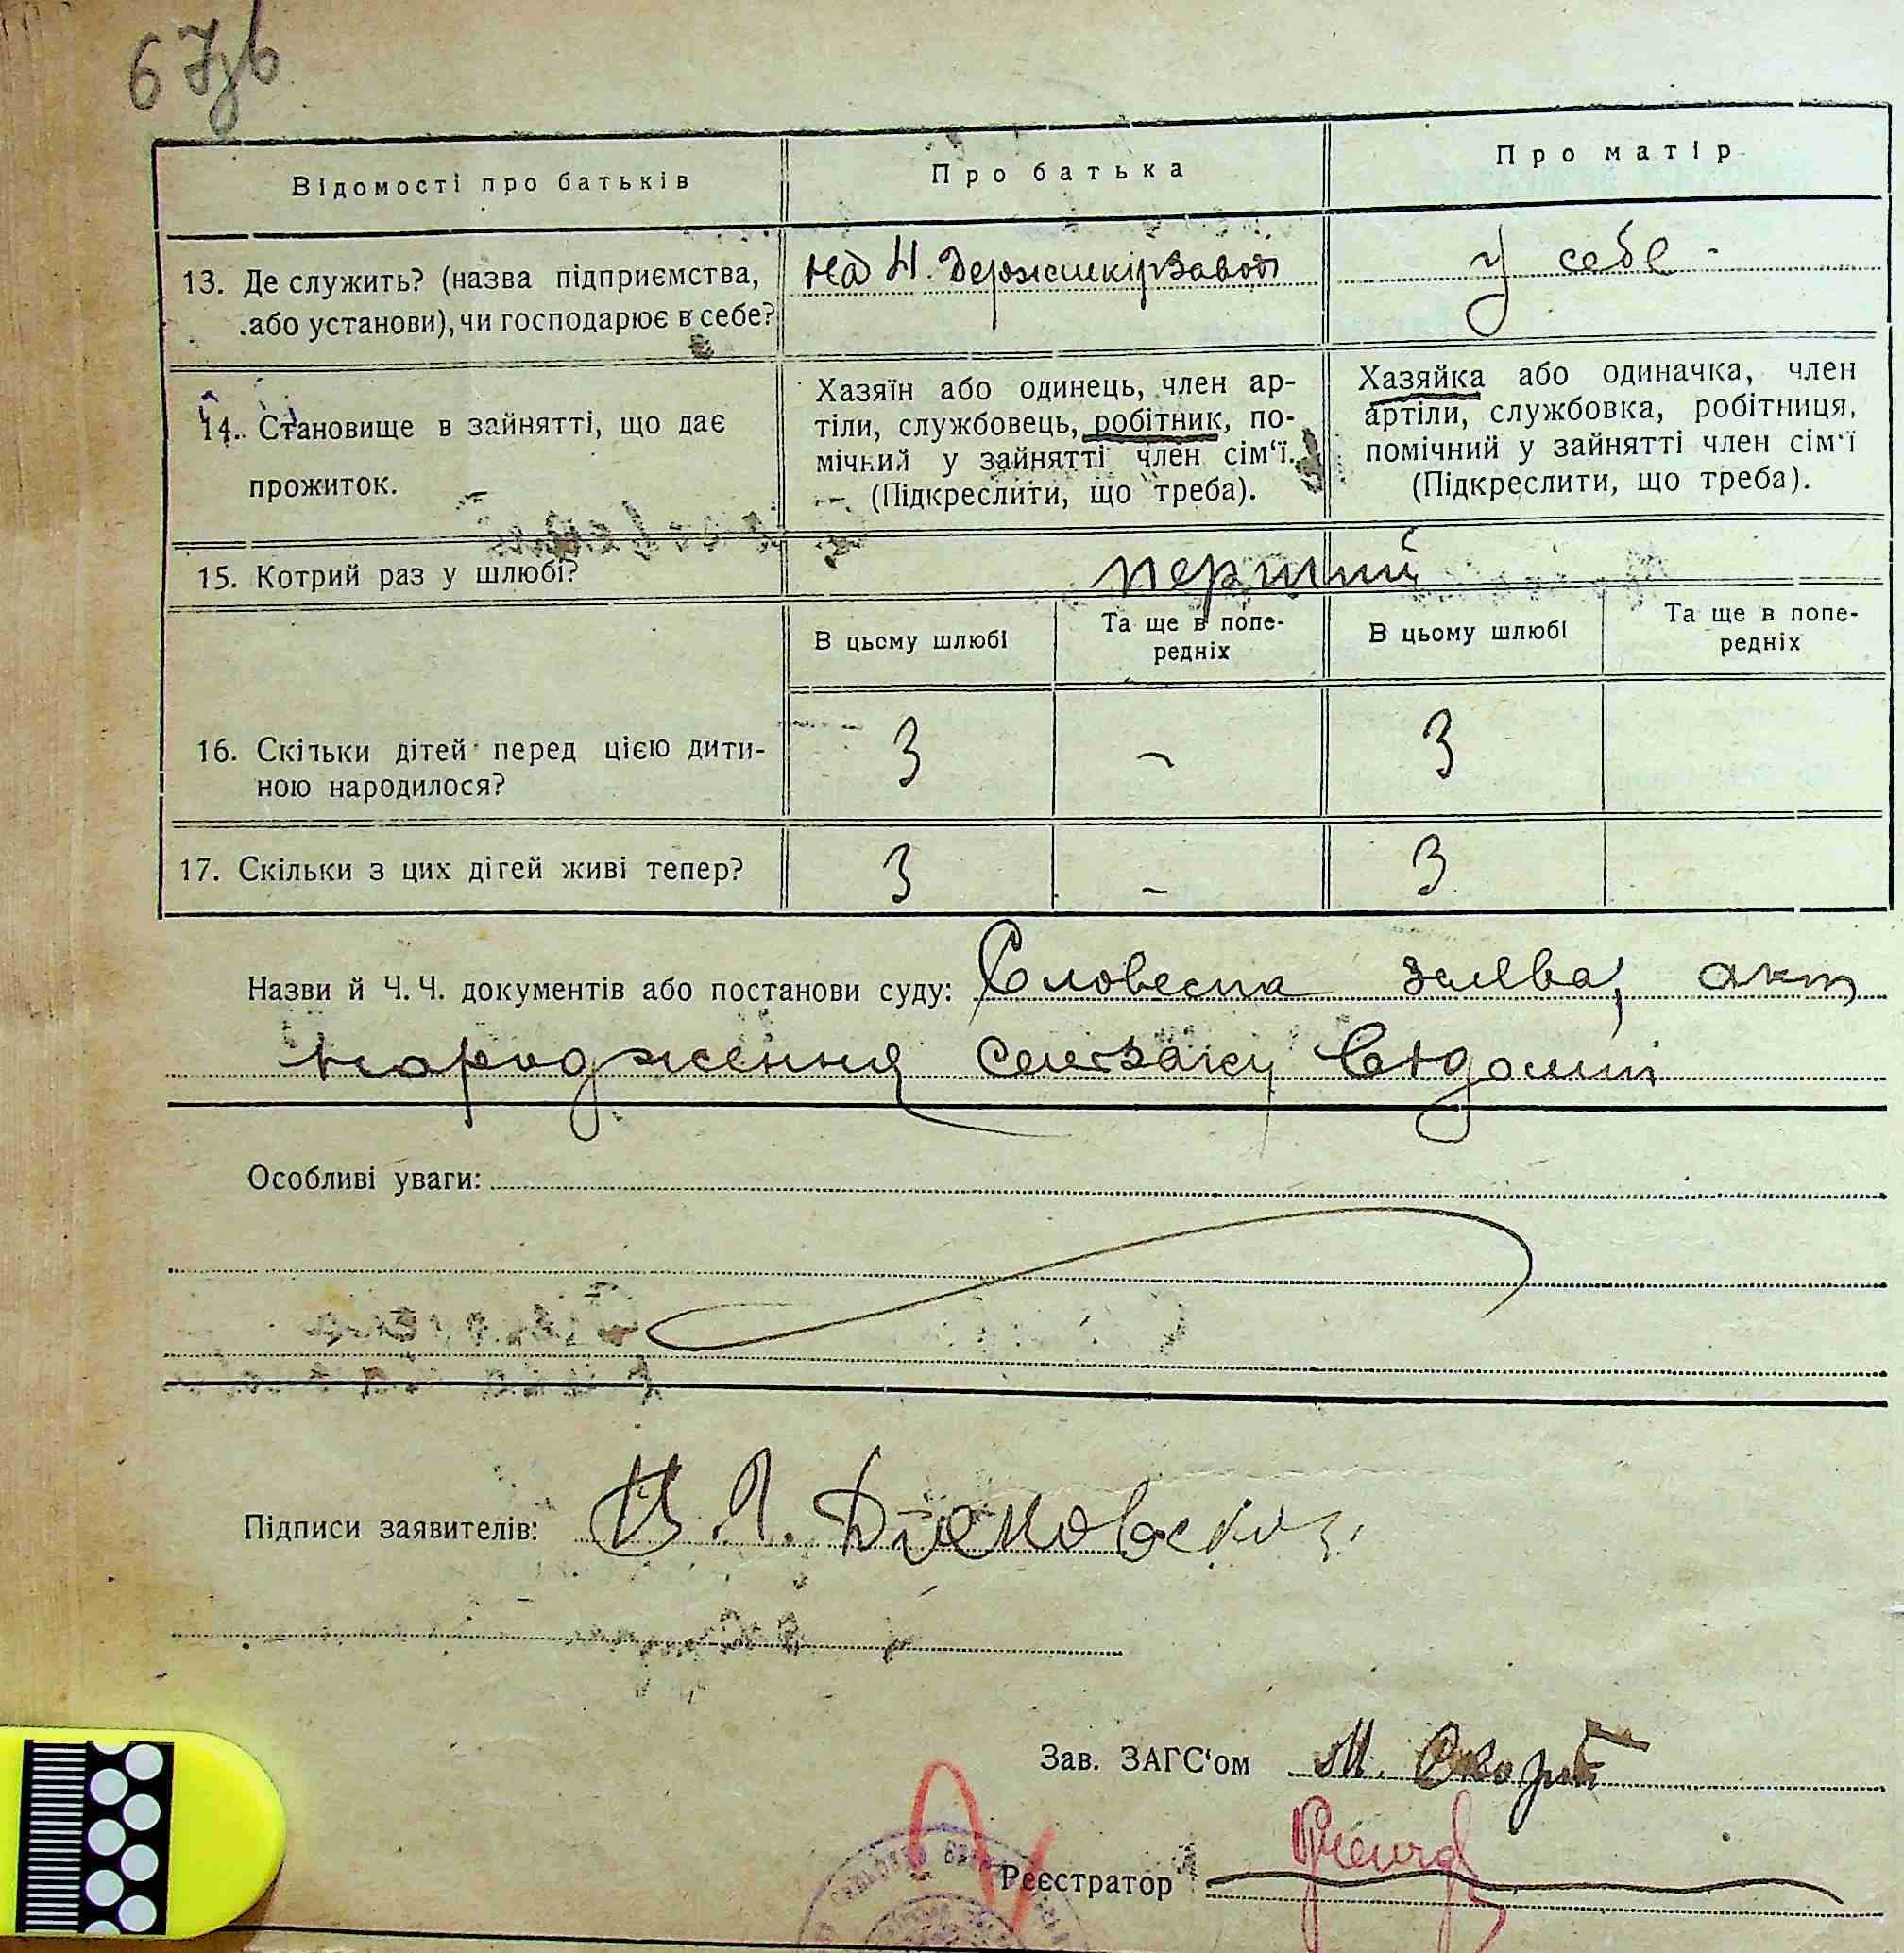 67зв
Відомості про батьків
Про батька
Про матір
13. Де служить? (назва підприємства,
або установи), чи господарює в себе?
на Н. Держшкірзаводі
у себе
14. Становище в зайнятті, що дає
прожиток.
Хазяїн або одинець, член ар-
тіли, службовець, робітник, по-
мічний у зайнятті член сім‘ї.
(Підкреслити, що треба).
Хазяйка або одиначка, член
артіли, службовка, робітниця,
помічний у зайнятті член сім‘ї
(Підкреслити, що треба).
15. Котрий раз у шлюбі?
перший
В цьому шлюбі
Та ще в попе-
редніх
В цьому шлюбі
Та ще в попе-
редніх
16. Скільки дітей перед цією дити-
ною народилося?
3
-
3
17. Скільки з цих дітей живі тепер?
3
-
3
Назви й Ч. Ч. документів або постанови суду: Словесна заява, акт
народження
Особливі уваги:
Підписи заявителів:
Зав. ЗАГС‘ом М.
Реєстратор